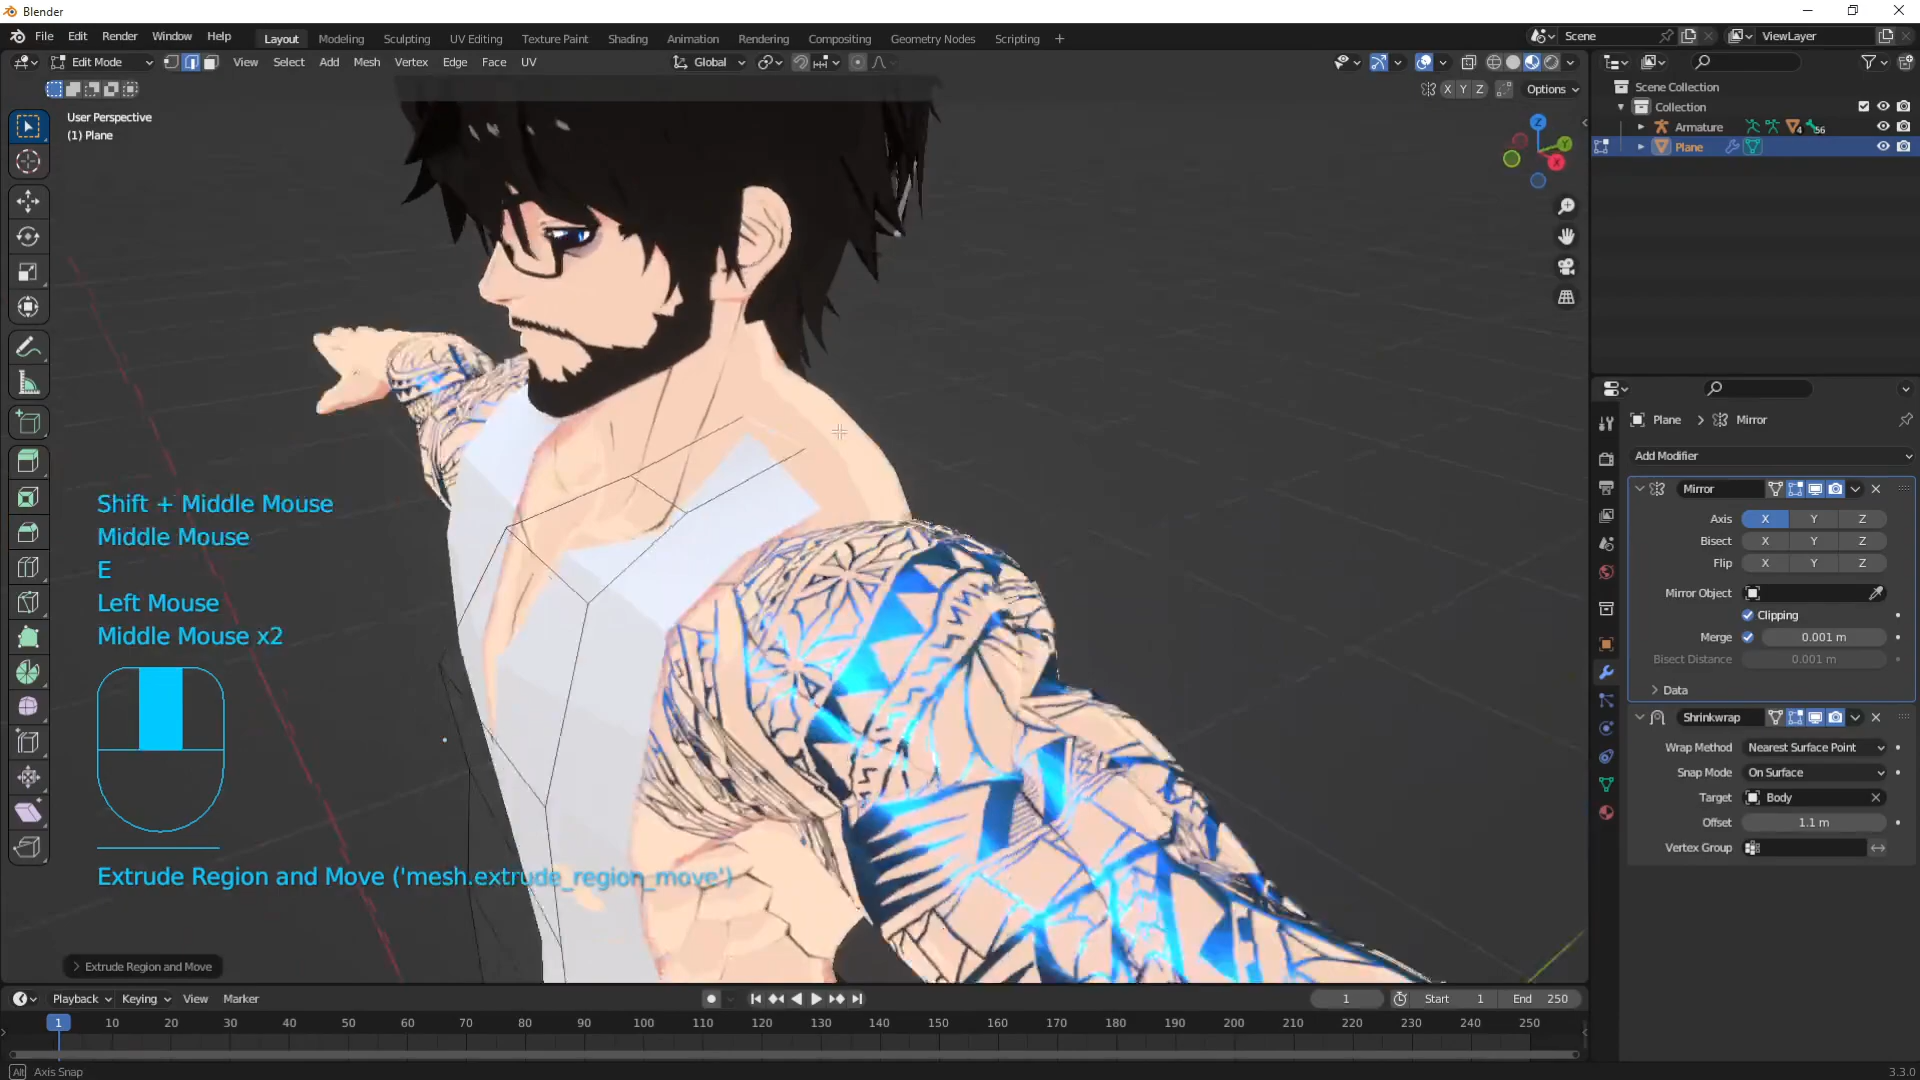 Blender
File Edit Render Window Help
Layout Modeling Sculpting UV Editing Texture Paint Shading Animation Rendering Compositing Geometry Nodes Scripting +
Scene
ViewLayer
Edit Mode
View Select Add Mesh Vertex Edge Face UV
Global
X Y Z
Options
User Perspective
(1) Plane
Z
Y
X
Scene Collection
Collection
Armature
4
56
Plane
Plane > Mirror
Add Modifier
Mirror
Axis X Y Z
Bisect X Y Z
Flip X Y Z
Mirror Object
Clipping
Merge 0.001 m
Bisect Distance 0.001 m
Data
Shrinkwrap
Wrap Method Nearest Surface Point
Snap Mode On Surface
Target Body
Offset 1.1 m
Vertex Group
Shift + Middle Mouse
Middle Mouse
E
Left Mouse
Middle Mouse x2
Extrude Region and Move ('mesh.extrude_region_move')
Extrude Region and Move
Playback Keying View Marker
1 Start 1 End 250
1 10 20 30 40 50 60 70 80 90 100 110 120 130 140 150 160 170 180 190 200 210 220 230 240 250
Alt Axis Snap
3.3.0